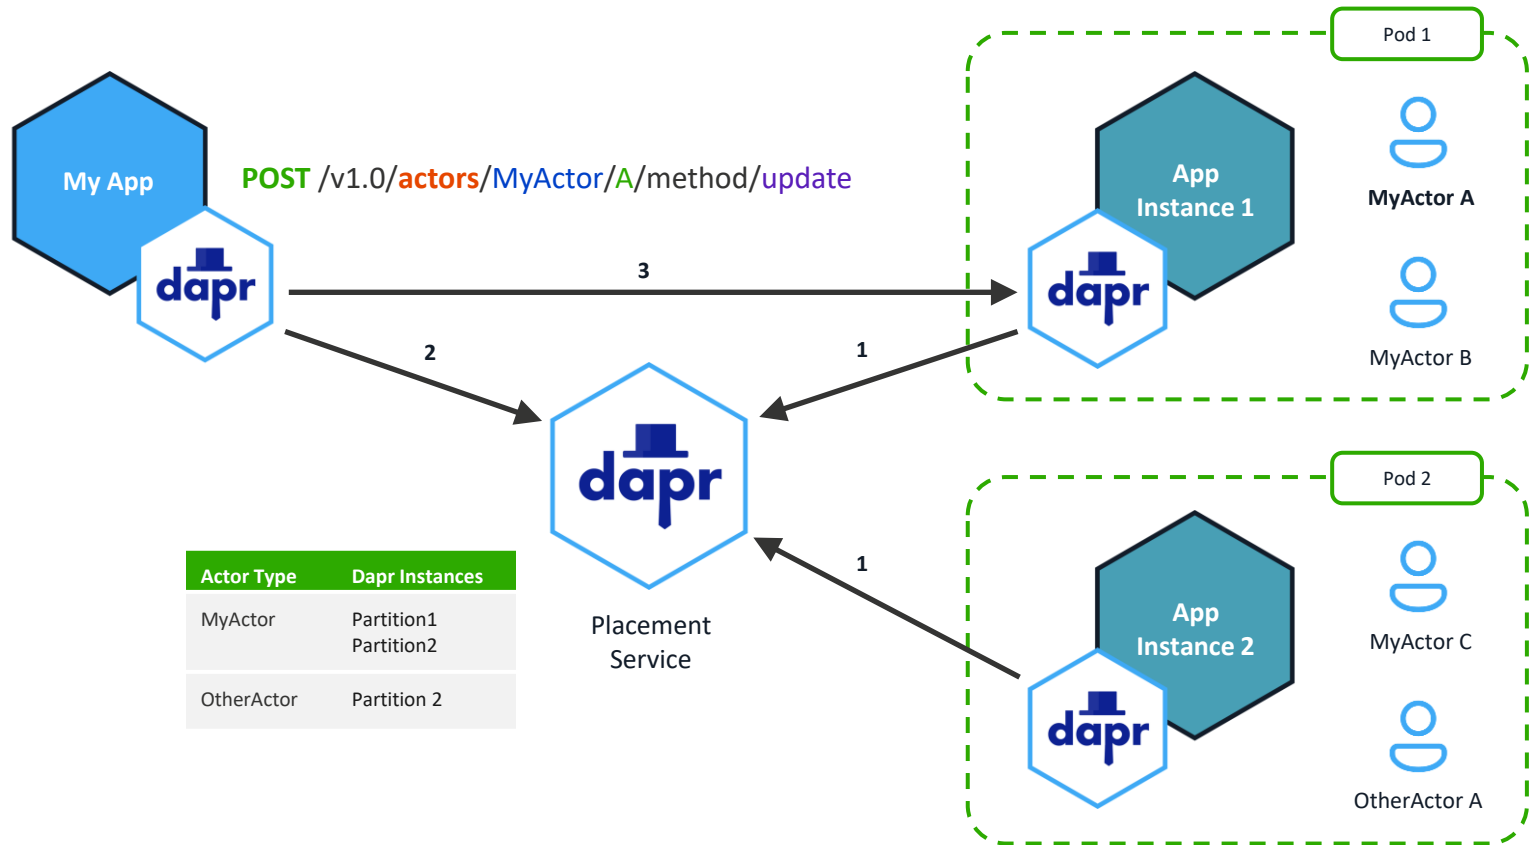 Pod 1
My App
dapr
POST /v1.0/actors/MyActor/A/method/update
App
Instance 1
dapr
MyActor A
MyActor B
3
2
1
dapr
Placement
Service
1
Actor Type Dapr Instances
MyActor Partition1
Partition2
OtherActor Partition 2
Pod 2
App
Instance 2
dapr
MyActor C
OtherActor A